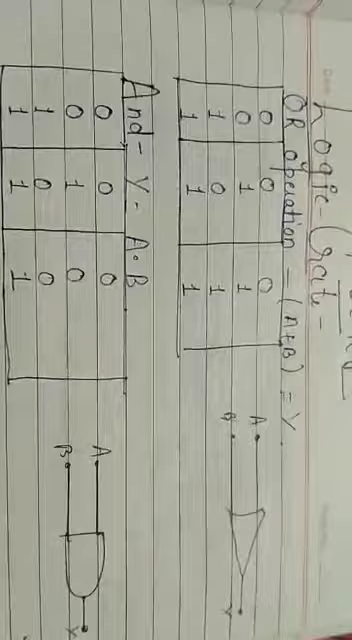 Logic-Gate-
OR operation - (A+B) = Y
0 0 0
0 1 1
1 0 1
1 1 1
A
B
Y
And- Y- A·B
0 0 0
0 1 0
1 0 0
1 1 1
A
B
Y